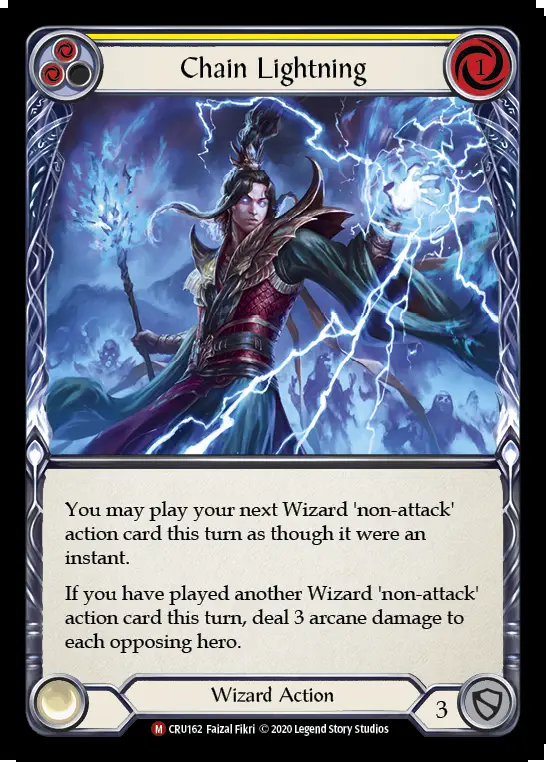 Chain Lightning
1
You may play your next Wizard 'non-attack'
action card this turn as though it were an
instant.
If you have played another Wizard 'non-attack'
action card this turn, deal 3 arcane damage to
each opposing hero.
Wizard Action
3
M CRU162 Faizal Fikri © 2020 Legend Story Studios